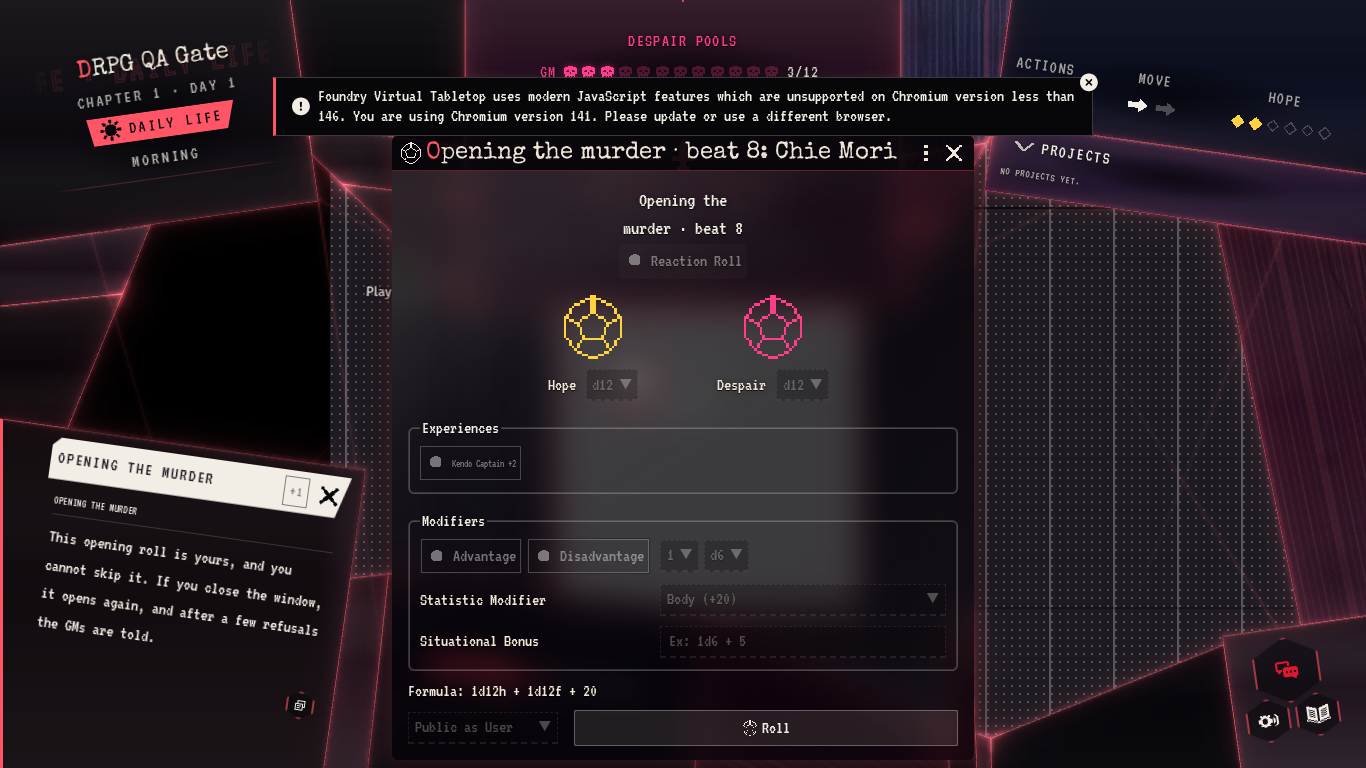 DRPG QA Gate
CHAPTER 1 · DAY 1
DAILY LIFE
MORNING
DESPAIR POOLS
GM 3/12
Foundry Virtual Tabletop uses modern JavaScript features which are unsupported on Chromium version less than
146. You are using Chromium version 141. Please update or use a different browser.
ACTIONS
MOVE
HOPE
PROJECTS
NO PROJECTS YET.
Opening the murder · beat 8: Chie Mori
Opening the
murder · beat 8
Reaction Roll
Play
Hope d12
Despair d12
Experiences
Kendo Captain +2
Modifiers
Advantage
Disadvantage
1
d6
Statistic Modifier
Body (+20)
Situational Bonus
Ex: 1d6 + 5
Formula: 1d12h + 1d12f + 20
Public as User
Roll
OPENING THE MURDER
+1
OPENING THE MURDER
This opening roll is yours, and you
cannot skip it. If you close the window,
it opens again, and after a few refusals
the GMs are told.